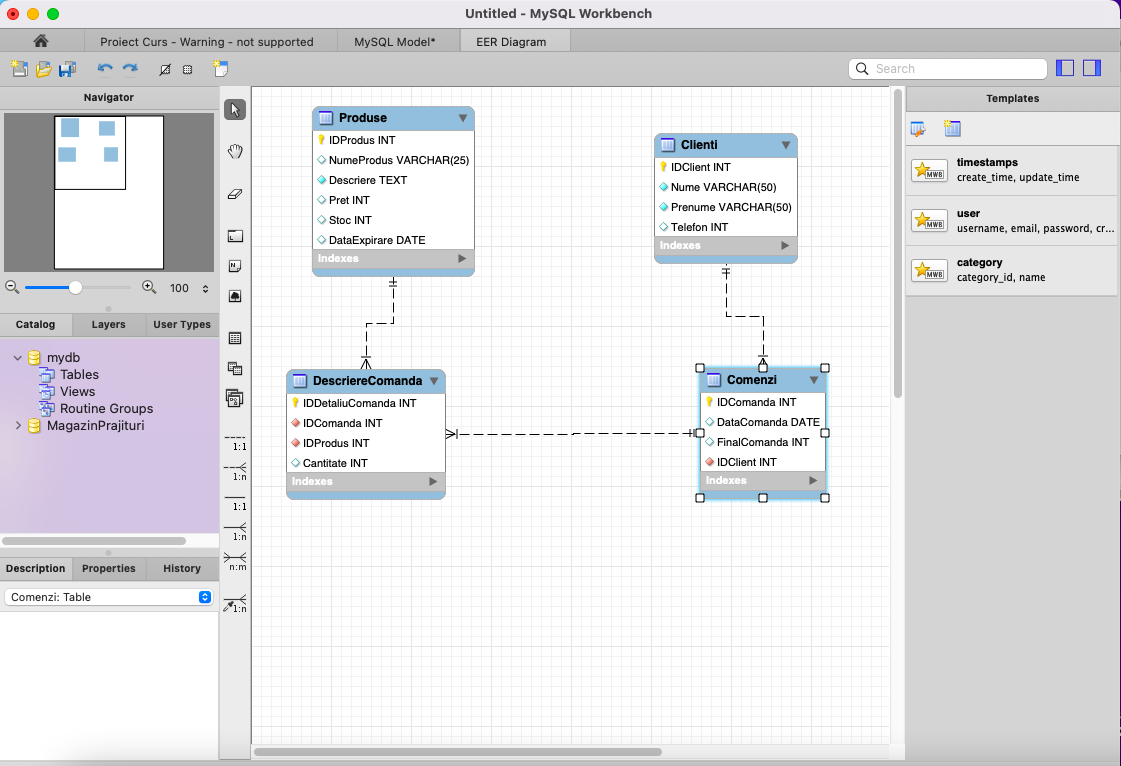 Untitled - MySQL Workbench
Proiect Curs - Warning - not supported
MySQL Model*
EER Diagram
Search
Navigator
100
Catalog
Layers
User Types
mydb
Tables
Views
Routine Groups
MagazinPrajituri
Description
Properties
History
Comenzi: Table
1:1
1:n
1:1
1:n
n:m
1:n
Produse
IDProdus INT
NumeProdus VARCHAR(25)
Descriere TEXT
Pret INT
Stoc INT
DataExpirare DATE
Indexes
Clienti
IDClient INT
Nume VARCHAR(50)
Prenume VARCHAR(50)
Telefon INT
Indexes
DescriereComanda
IDDetaliuComanda INT
IDComanda INT
IDProdus INT
Cantitate INT
Indexes
Comenzi
IDComanda INT
DataComanda DATE
FinalComanda INT
IDClient INT
Indexes
Templates
MWB
timestamps
create_time, update_time
MWB
user
username, email, password, cr...
MWB
category
category_id, name